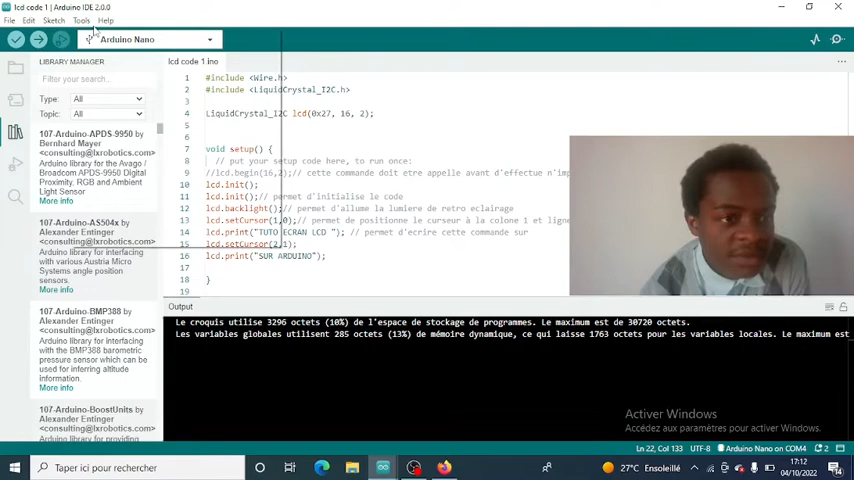 lcd code 1 | Arduino IDE 2.0.0
File Edit Sketch Tools Help
Arduino Nano
LIBRARY MANAGER
Filter your search...
Type: All
Topic: All
107-Arduino-APDS-9950 by
Bernhard Mayer
<consulting@lxrobotics.com>
Arduino library for the Avago /
Broadcom APDS-9950 Digital
Proximity, RGB and Ambient
Light Sensor
More info
107-Arduino-AS504x by
Alexander Entinger
<consulting@lxrobotics.com>
Arduino library for interfacing
with various Austria Micro
Systems angle position
sensors.
More info
107-Arduino-BMP388 by
Alexander Entinger
<consulting@lxrobotics.com>
Arduino library for interfacing
with the BMP388 barometric
pressure sensor which can be
used for inferring altitude
information.
More info
107-Arduino-BoostUnits by
Alexander Entinger
<consulting@lxrobotics.com>
Arduino library for providing
lcd code 1.ino
1 #include <Wire.h>
2 #include <LiquidCrystal_I2C.h>
3
4 LiquidCrystal_I2C lcd(0x27, 16, 2);
5
6
7 void setup() {
8 // put your setup code here, to run once:
9 //lcd.begin(16,2);// cette commande doit etre appelle avant d'effectue n'imp
10 lcd.init();
11 lcd.init();// permet d'initialise le code
12 lcd.backlight();// permet d'allume la lumiere de retro eclairage
13 lcd.setCursor(1,0);// permet de positionne le curseur à la colone 1 et ligne
14 lcd.print("TUTO ECRAN LCD "); // permet d'ecrire cette commande sur
15 lcd.setCursor(2,1);
16 lcd.print("SUR ARDUINO");
17
18 }
19
Output
Le croquis utilise 3296 octets (10%) de l'espace de stockage de programmes. Le maximum est de 30720 octets.
Les variables globales utilisent 285 octets (13%) de mémoire dynamique, ce qui laisse 1763 octets pour les variables locales. Le maximum est
Activer Windows
Accédez aux paramètres pour activer Windows.
Ln 22, Col 133 UTF-8 Arduino Nano on COM4 2
Taper ici pour rechercher
27°C Ensoleillé
17:12
04/10/2022
14